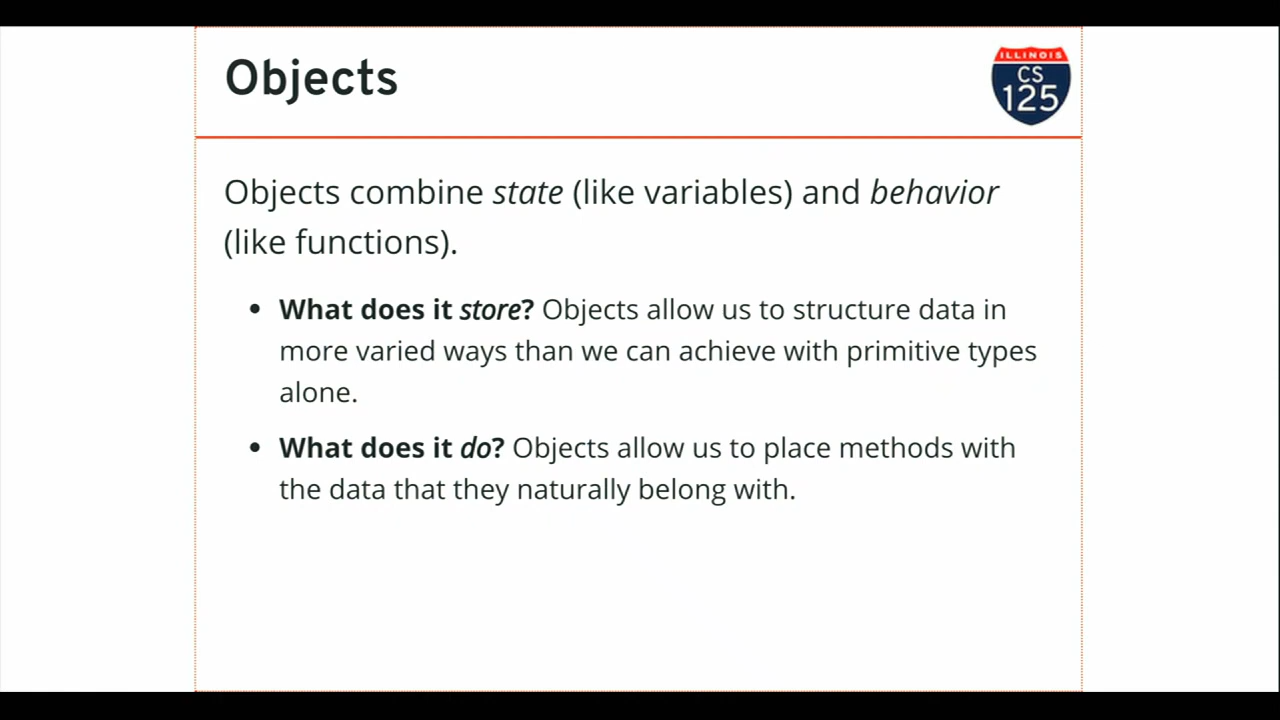 Objects
ILLINOIS
CS
125
Objects combine state (like variables) and behavior
(like functions).
• What does it store? Objects allow us to structure data in
more varied ways than we can achieve with primitive types
alone.
• What does it do? Objects allow us to place methods with
the data that they naturally belong with.